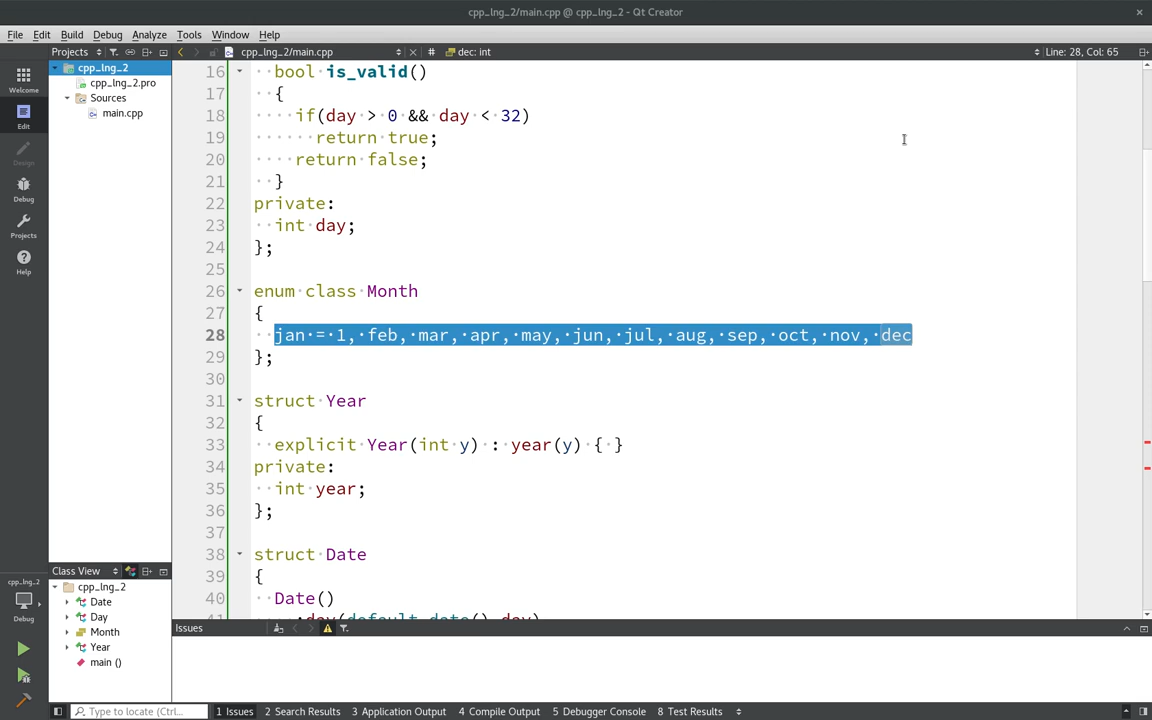 cpp_lng_2/main.cpp @ cpp_lng_2 - Qt Creator
File Edit Build Debug Analyze Tools Window Help
Projects cpp_lng_2/main.cpp # dec: int Line: 28, Col: 65
Welcome
Edit
Design
Debug
Projects
Help
cpp_lng_2
Debug
cpp_lng_2
cpp_lng_2.pro
Sources
main.cpp
16 bool is_valid()
17 {
18 if(day > 0 && day < 32)
19 return true;
20 return false;
21 }
22 private:
23 int day;
24 };
25
26 enum class Month
27 {
28 jan = 1, feb, mar, apr, may, jun, jul, aug, sep, oct, nov, dec
29 };
30
31 struct Year
32 {
33 explicit Year(int y) : year(y) { }
34 private:
35 int year;
36 };
37
38 struct Date
39 {
40 Date()
41 :day(default_date().day)
Class View
cpp_lng_2
Date
Day
Month
Year
main ()
Issues
Type to locate (Ctrl... 1 Issues 2 Search Results 3 Application Output 4 Compile Output 5 Debugger Console 8 Test Results